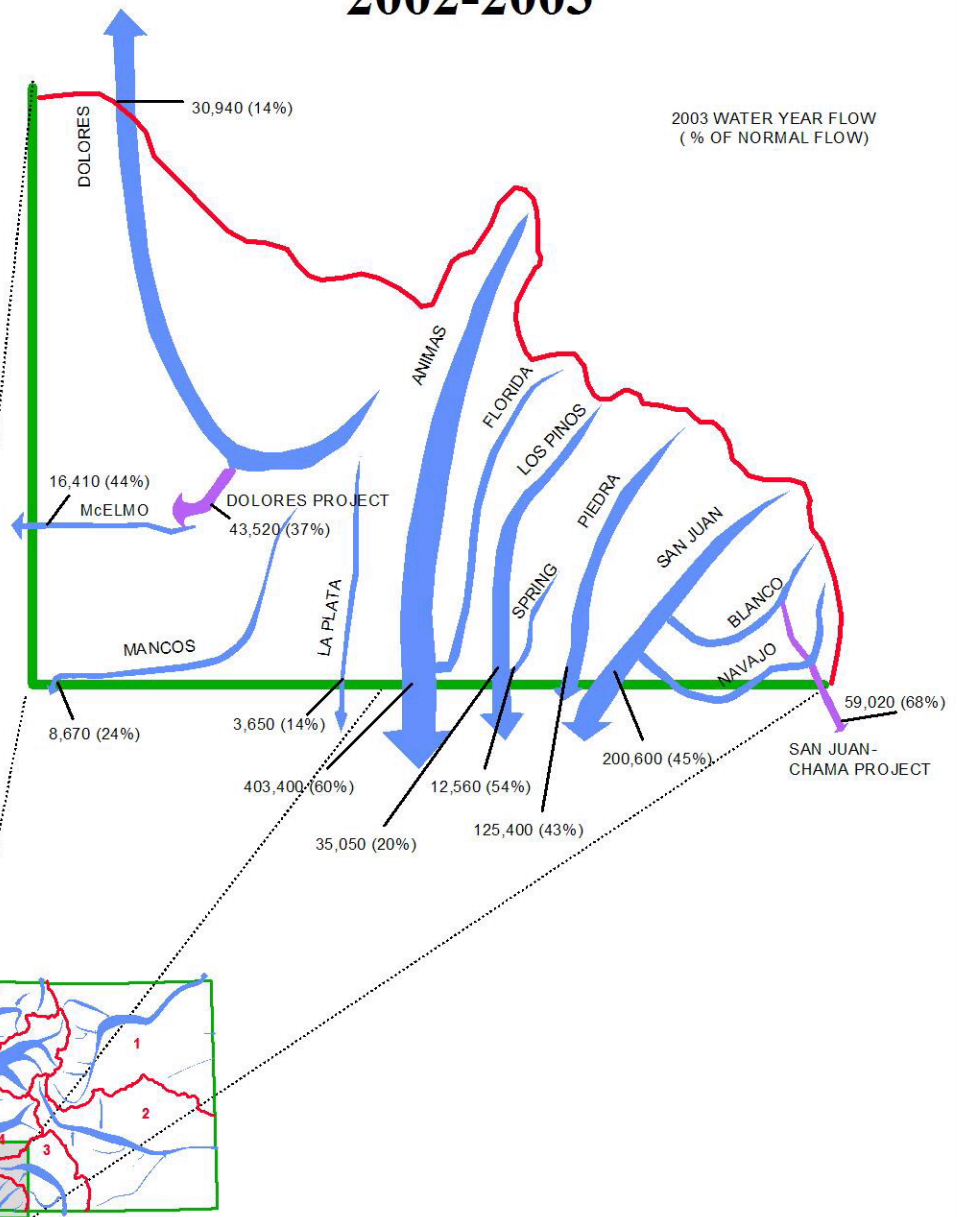 2002-2003
DOLORES
30,940 (14%)
2003 WATER YEAR FLOW
( % OF NORMAL FLOW)
ANIMAS
FLORIDA
LOS PINOS
16,410 (44%)
McELMO
DOLORES PROJECT
43,520 (37%)
PIEDRA
SAN JUAN
SPRING
LA PLATA
BLANCO
MANCOS
NAVAJO
59,020 (68%)
3,650 (14%)
8,670 (24%)
SAN JUAN-
CHAMA PROJECT
200,600 (45%)
403,400 (60%)
12,560 (54%)
125,400 (43%)
35,050 (20%)
1
2
4
3